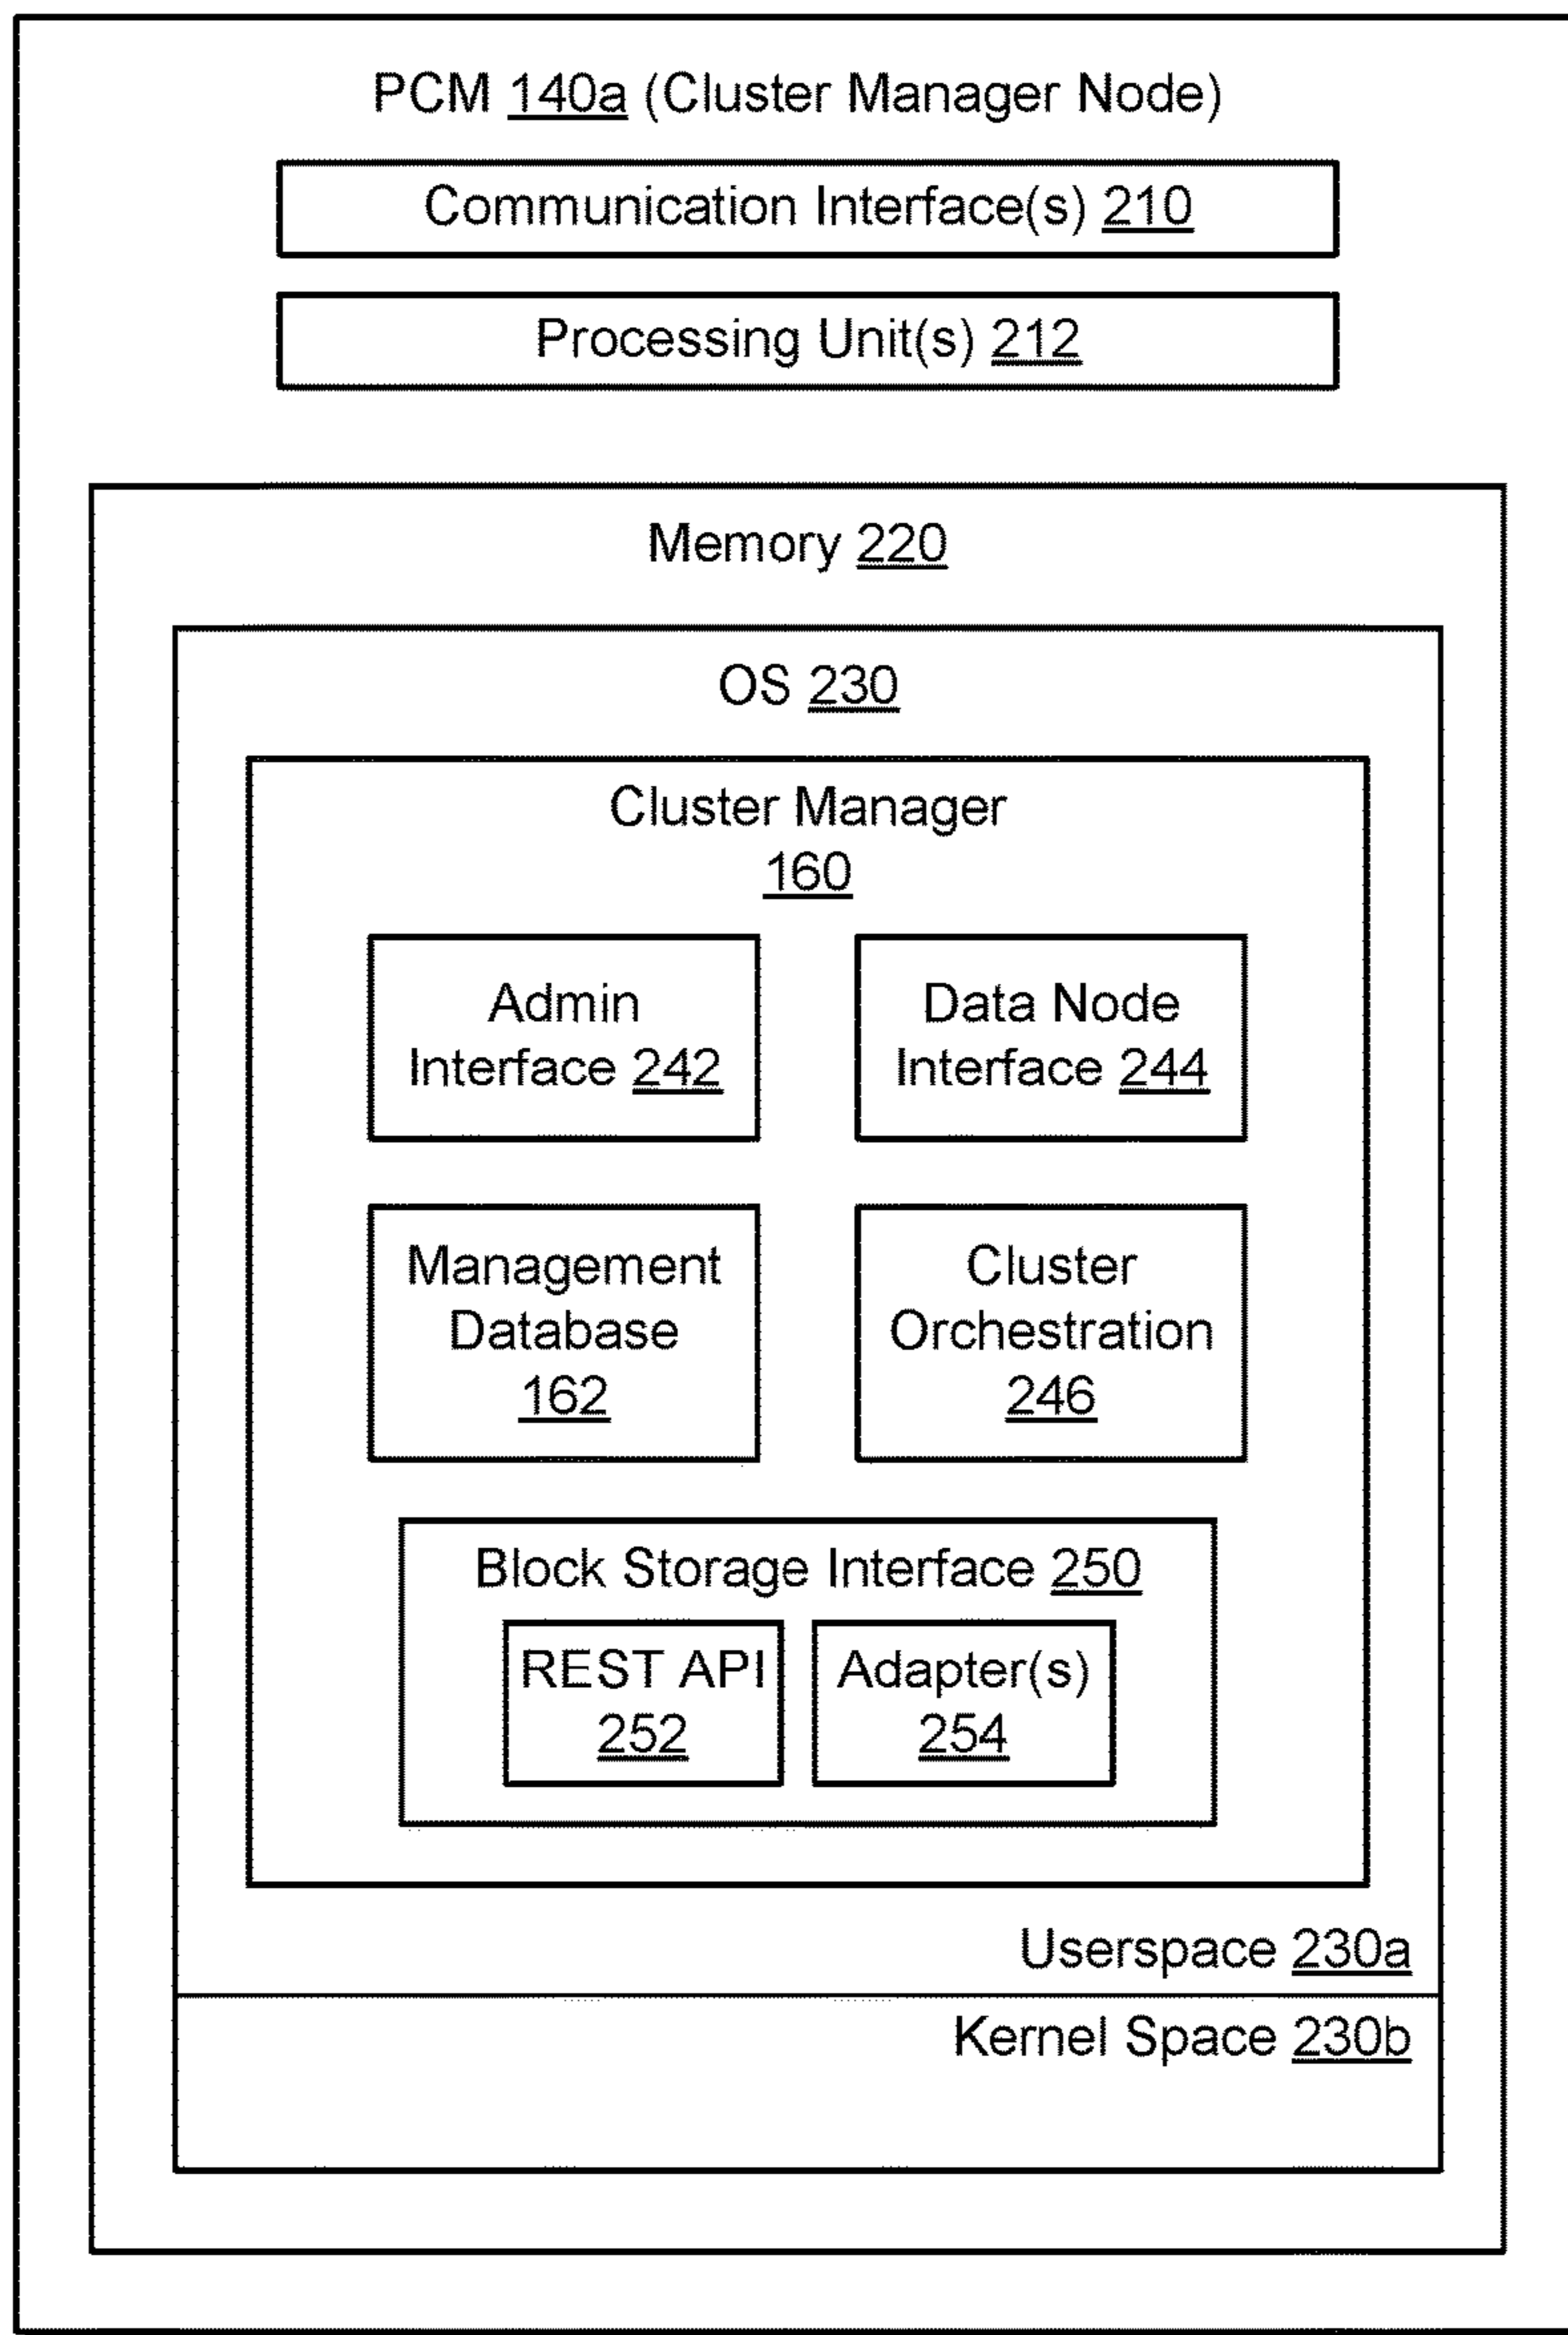 PCM 140a (Cluster Manager Node)
Communication Interface(s) 210
Processing Unit(s) 212
Memory 220
OS 230
Cluster Manager
160
Admin
Interface 242
Data Node
Interface 244
Management
Database
162
Cluster
Orchestration
246
Block Storage Interface 250
REST API
252
Adapter(s)
254
Userspace 230a
Kernel Space 230b